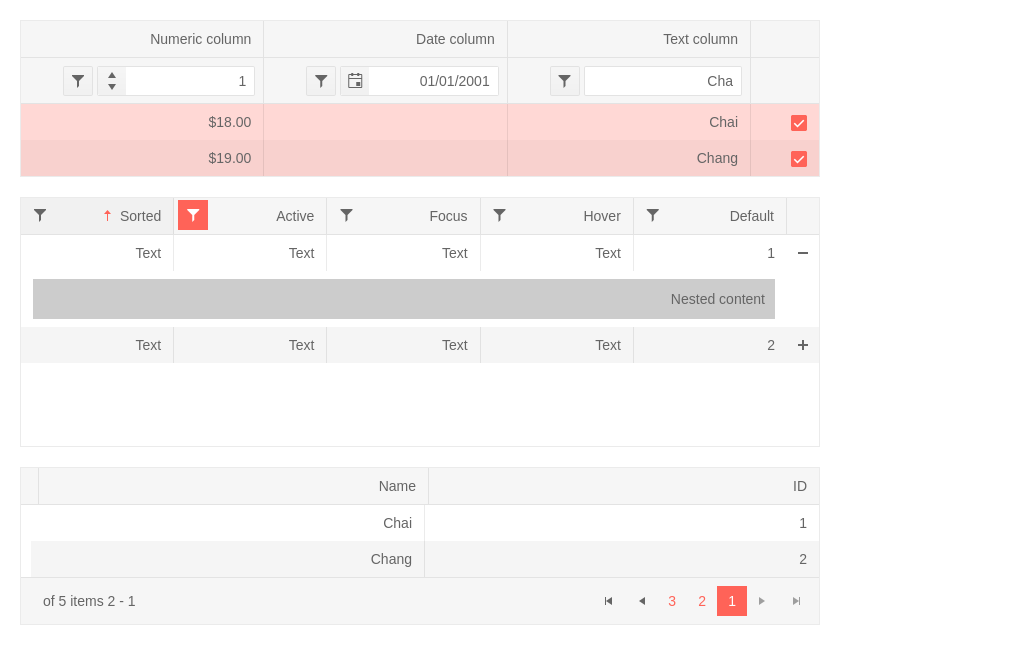 Numeric column Date column Text column
1 01/01/2001 Cha
$18.00 Chai
$19.00 Chang
Sorted Active Focus Hover Default
Text Text Text Text 1
Nested content
Text Text Text Text 2
Name ID
Chai 1
Chang 2
of 5 items 2 - 1 3 2 1